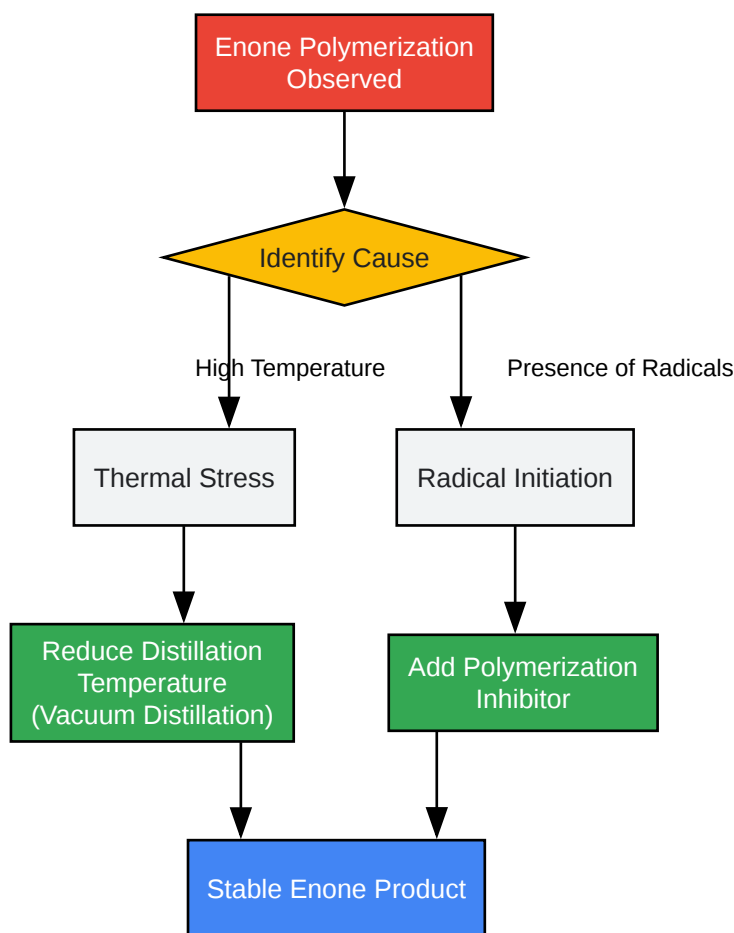 Enone Polymerization
Observed
Identify Cause
High Temperature
Presence of Radicals
Thermal Stress
Radical Initiation
Reduce Distillation
Temperature
(Vacuum Distillation)
Add Polymerization
Inhibitor
Stable Enone Product